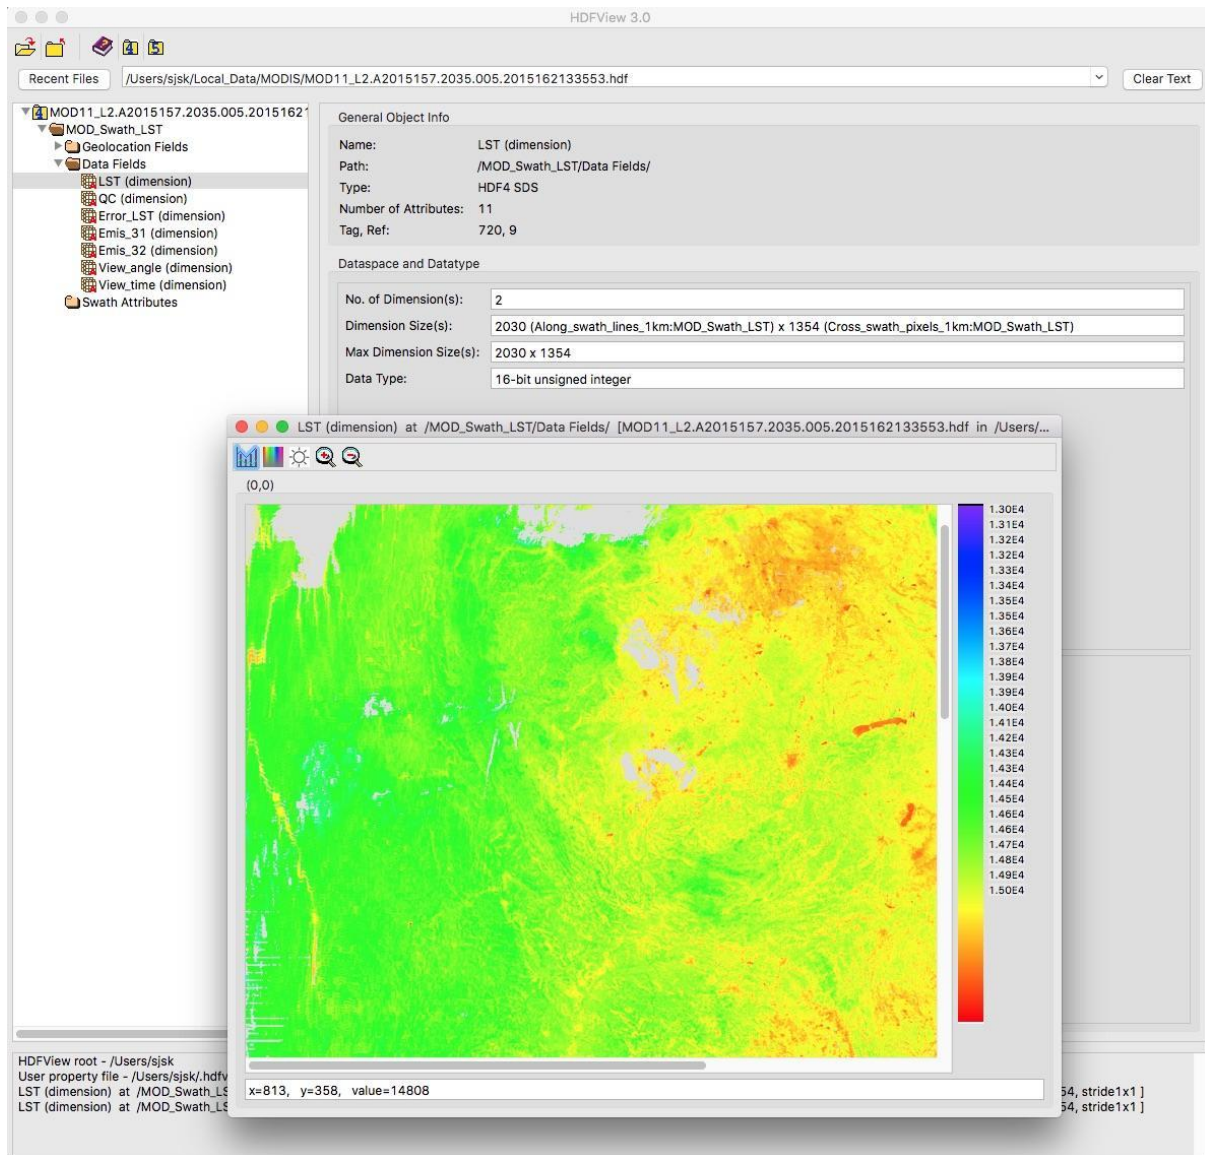 HDFView 3.0
Recent Files
/Users/sjsk/Local_Data/MODIS/MOD11_L2.A2015157.2035.005.2015162133553.hdf
Clear Text
MOD11_L2.A2015157.2035.005.20151621
MOD_Swath_LST
Geolocation Fields
Data Fields
LST (dimension)
QC (dimension)
Error_LST (dimension)
Emis_31 (dimension)
Emis_32 (dimension)
View_angle (dimension)
View_time (dimension)
Swath Attributes
General Object Info
Name: LST (dimension)
Path: /MOD_Swath_LST/Data Fields/
Type: HDF4 SDS
Number of Attributes: 11
Tag, Ref: 720, 9
Dataspace and Datatype
No. of Dimension(s): 2
Dimension Size(s): 2030 (Along_swath_lines_1km:MOD_Swath_LST) x 1354 (Cross_swath_pixels_1km:MOD_Swath_LST)
Max Dimension Size(s): 2030 x 1354
Data Type: 16-bit unsigned integer
LST (dimension) at /MOD_Swath_LST/Data Fields/ [MOD11_L2.A2015157.2035.005.2015162133553.hdf in /Users/...
(0,0)
1.30E4
1.31E4
1.32E4
1.32E4
1.33E4
1.34E4
1.35E4
1.35E4
1.36E4
1.37E4
1.38E4
1.39E4
1.39E4
1.40E4
1.41E4
1.42E4
1.43E4
1.43E4
1.44E4
1.45E4
1.46E4
1.46E4
1.47E4
1.48E4
1.49E4
1.50E4
x=813, y=358, value=14808
HDFView root - /Users/sjsk
User property file - /Users/sjsk/.hdfv
LST (dimension) at /MOD_Swath_LS 54, stride1x1 ]
LST (dimension) at /MOD_Swath_LS 54, stride1x1 ]